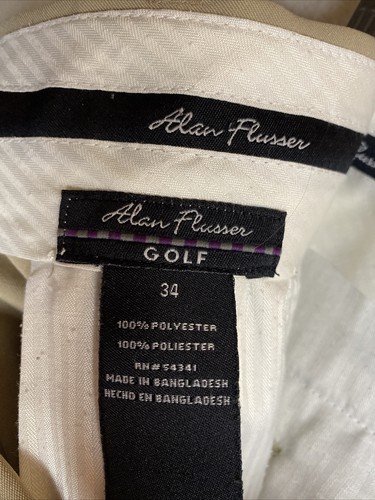 Alan Flusser
Alan Flusser
GOLF
34
100% POLYESTER
100% POLIESTER
RN# 54341
MADE IN BANGLADESH
HECHO EN BANGLADESH